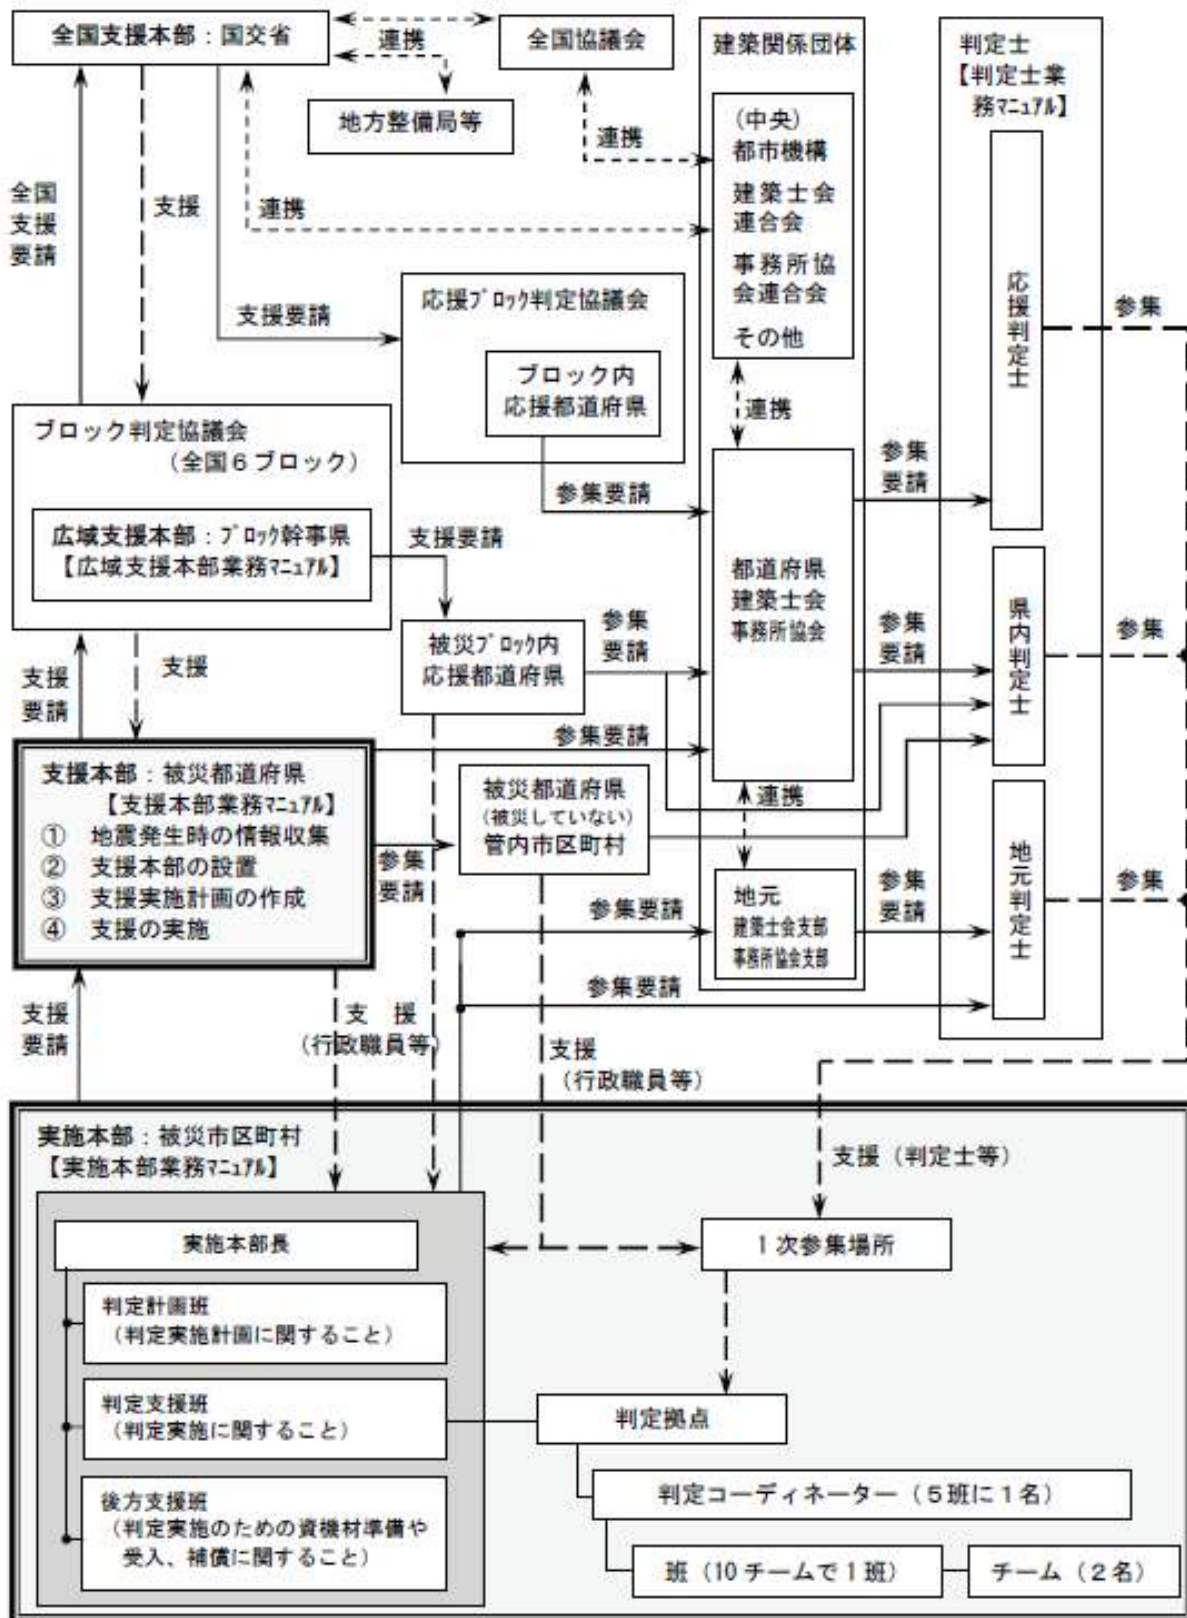 全国支援本部：国交省
連携
全国協議会
地方整備局等
連携
連携
全国
支援
要請
支援
支援要請
建築関係団体
(中央)
都市機構
建築士会
連合会
事務所協
会連合会
その他
連携
判定士
【判定士業
務ﾏﾆｭｱﾙ】
応援判定士
参集
応援ﾌﾞﾛｯｸ判定協議会
ブロック内
応援都道府県
参集要請
ブロック判定協議会
（全国６ブロック）
広域支援本部：ﾌﾞﾛｯｸ幹事県
【広域支援本部業務ﾏﾆｭｱﾙ】
支援要請
被災ﾌﾞﾛｯｸ内
応援都道府県
参集
要請
都道府県
建築士会
事務所協会
参集
要請
参集
要請
県内判定士
参集
支援
要請
支援
参集要請
支援本部：被災都道府県
【支援本部業務ﾏﾆｭｱﾙ】
① 地震発生時の情報収集
② 支援本部の設置
③ 支援実施計画の作成
④ 支援の実施
参集
要請
被災都道府県
（被災していない）
管内市区町村
連携
地元
建築士会支部
事務所協会支部
参集要請
参集
要請
地元判定士
参集
参集要請
支援
要請
支　援
（行政職員等）
支援
（行政職員等）
実施本部：被災市区町村
【実施本部業務ﾏﾆｭｱﾙ】
支援（判定士等）
実施本部長
１次参集場所
判定計画班
（判定実施計画に関すること）
判定支援班
（判定実施に関すること）
判定拠点
後方支援班
（判定実施のための資機材準備や
受入、補償に関すること）
判定コーディネーター（５班に１名）
班（10 チームで１班）
チーム（２名）